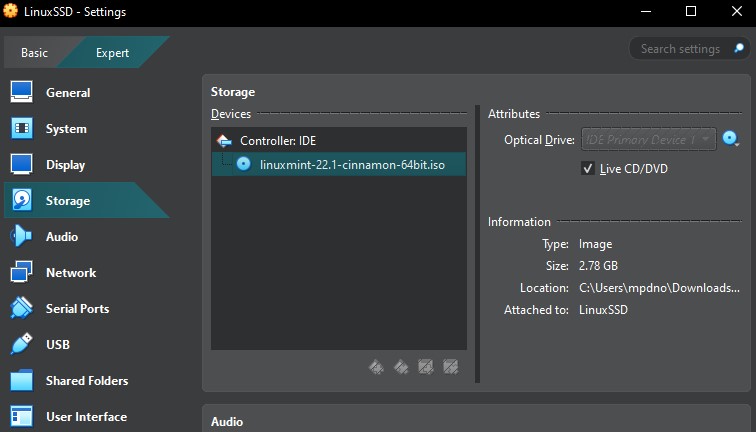 LinuxSSD - Settings
Basic
Expert
Search settings
General
System
Display
Storage
Audio
Network
Serial Ports
USB
Shared Folders
User Interface
Storage
Devices
Controller: IDE
linuxmint-22.1-cinnamon-64bit.iso
Attributes
Optical Drive: IDE Primary Device 1
Live CD/DVD
Information
Type: Image
Size: 2.78 GB
Location: C:\Users\mpdno\Downloads...
Attached to: LinuxSSD
Audio